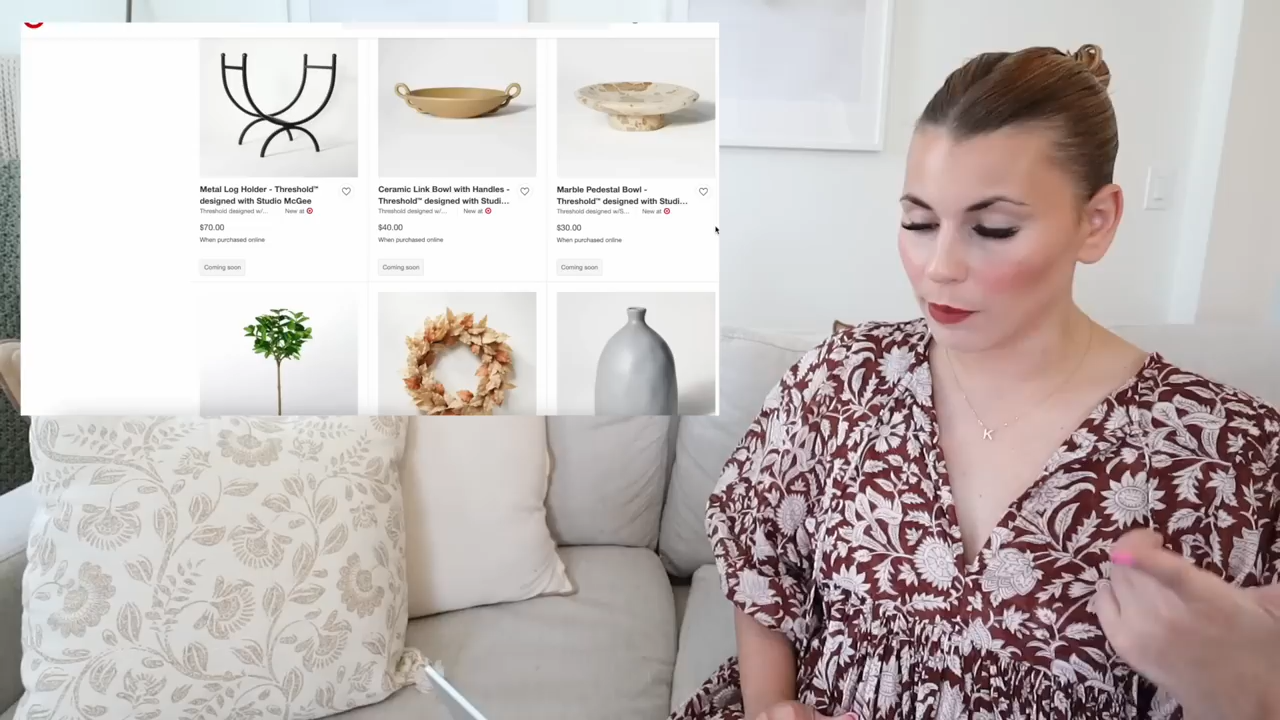 Metal Log Holder - Threshold™
designed with Studio McGee
Threshold designed w/... New at
$70.00
When purchased online
Coming soon
Ceramic Link Bowl with Handles -
Threshold™ designed with Studi...
Threshold designed w/... New at
$40.00
When purchased online
Coming soon
Marble Pedestal Bowl -
Threshold™ designed with Studi...
Threshold designed w/S... New at
$30.00
When purchased online
Coming soon
K